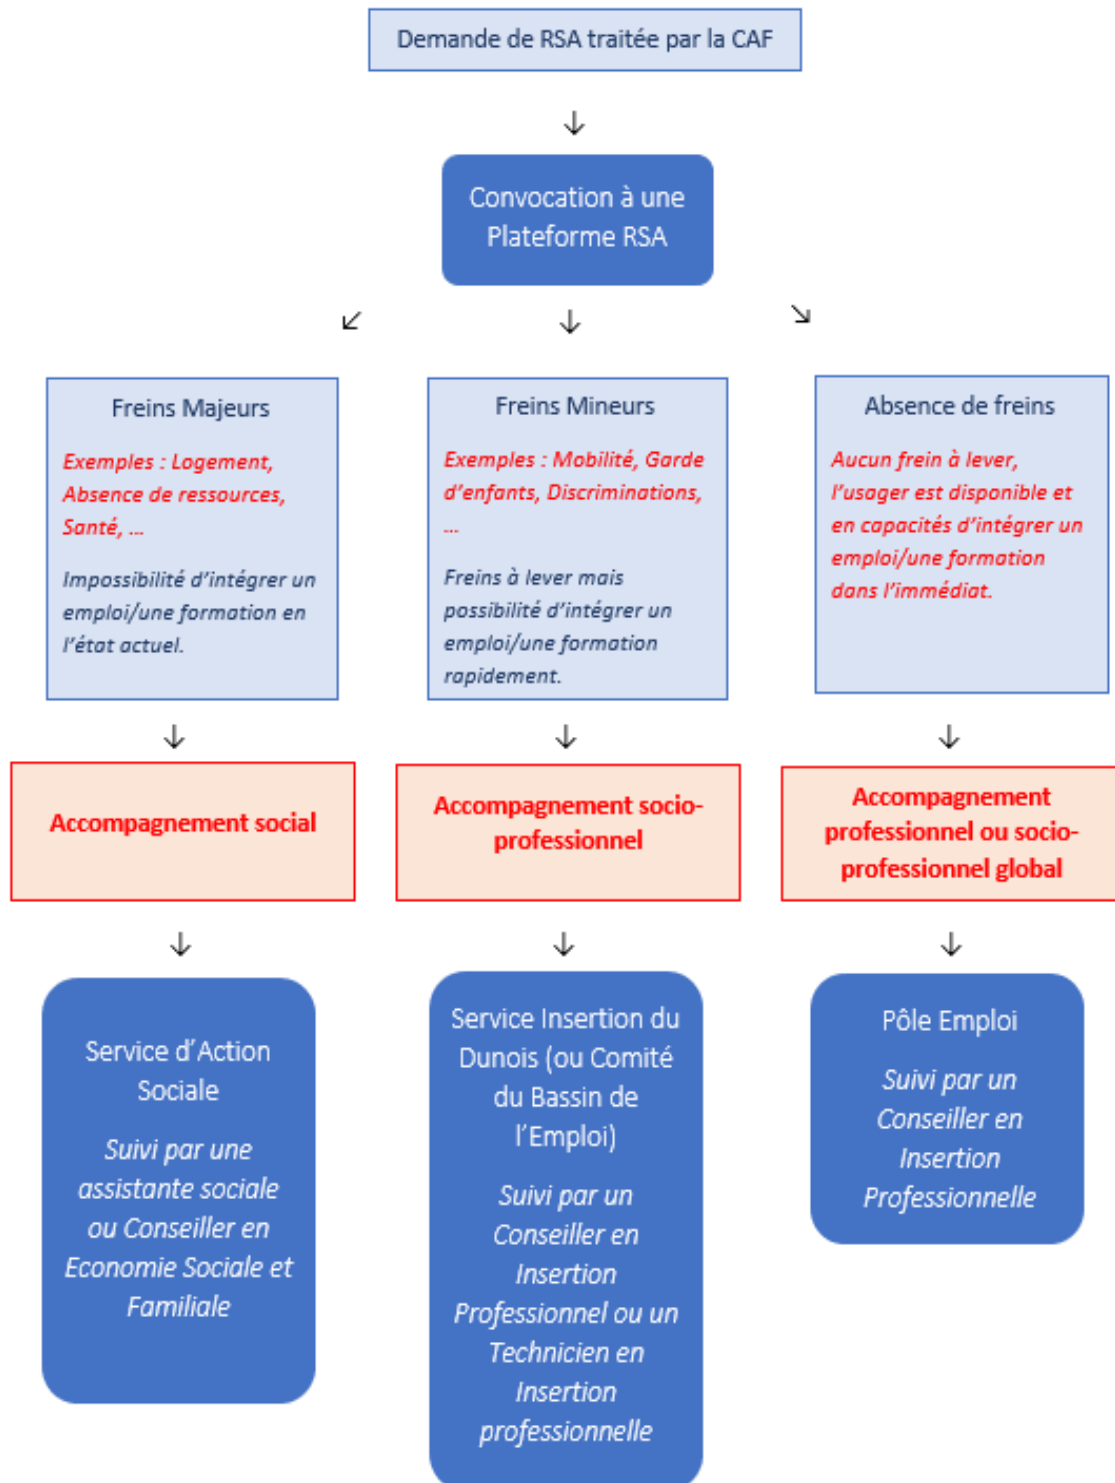 Demande de RSA traitée par la CAF
↓
Convocation à une
Plateforme RSA
↙ ↓ ↘
Freins Majeurs
Exemples : Logement,
Absence de ressources,
Santé, ...
Impossibilité d'intégrer un
emploi/une formation en
l'état actuel.
Freins Mineurs
Exemples : Mobilité, Garde
d'enfants, Discriminations,
...
Freins à lever mais
possibilité d'intégrer un
emploi/une formation
rapidement.
Absence de freins
Aucun frein à lever,
l'usager est disponible et
en capacités d'intégrer un
emploi/une formation
dans l'immédiat.
↓ ↓ ↓
Accompagnement social
Accompagnement socio-
professionnel
Accompagnement
professionnel ou socio-
professionnel global
↓ ↓ ↓
Service d'Action
Sociale
Suivi par une
assistante sociale
ou Conseiller en
Economie Sociale et
Familiale
Service Insertion du
Dunois (ou Comité
du Bassin de
l'Emploi)
Suivi par un
Conseiller en
Insertion
Professionnel ou un
Technicien en
Insertion
professionnelle
Pôle Emploi
Suivi par un
Conseiller en
Insertion
Professionnelle